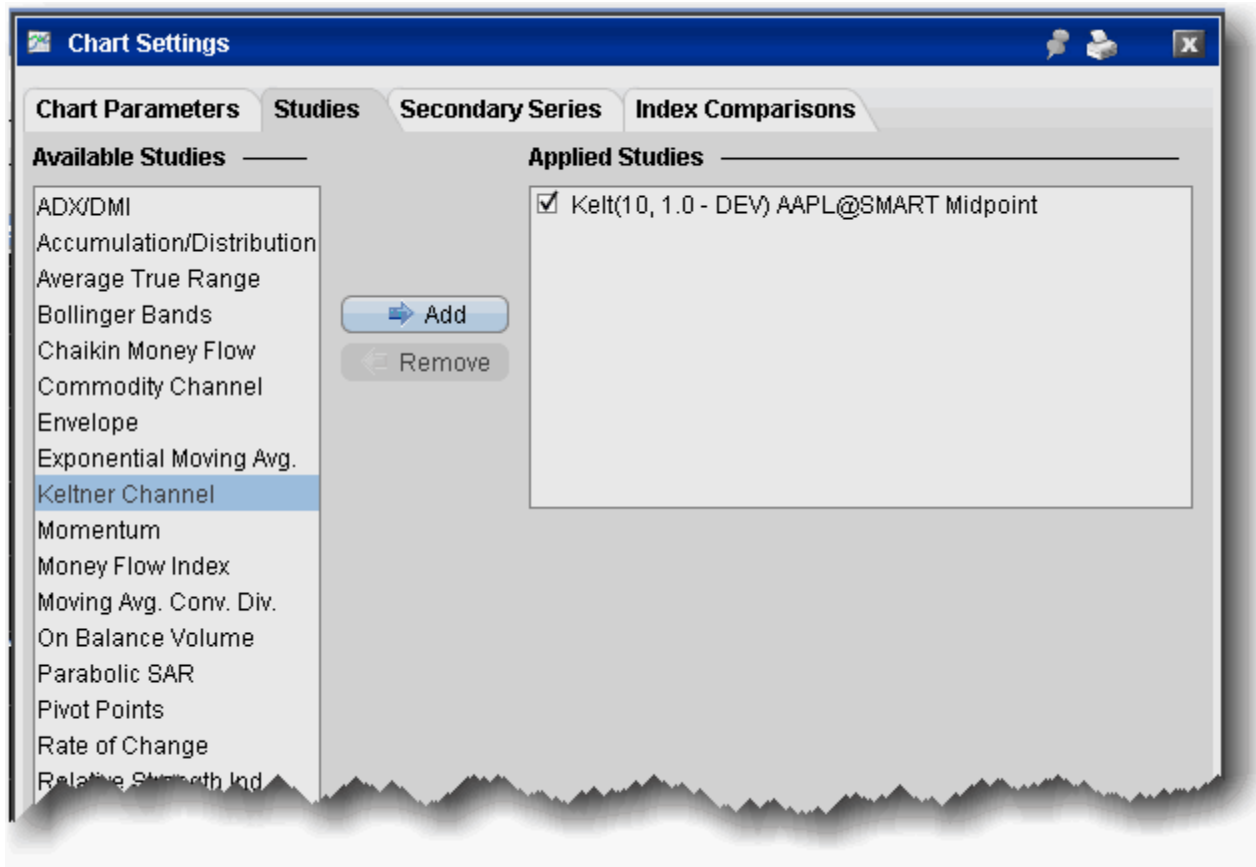 Chart Settings
Chart Parameters Studies Secondary Series Index Comparisons
Available Studies
ADX/DMI
Accumulation/Distribution
Average True Range
Bollinger Bands
Chaikin Money Flow
Commodity Channel
Envelope
Exponential Moving Avg.
Keltner Channel
Momentum
Money Flow Index
Moving Avg. Conv. Div.
On Balance Volume
Parabolic SAR
Pivot Points
Rate of Change
Relative Strength Ind
Add
Remove
Applied Studies
Kelt(10, 1.0 - DEV) AAPL@SMART Midpoint